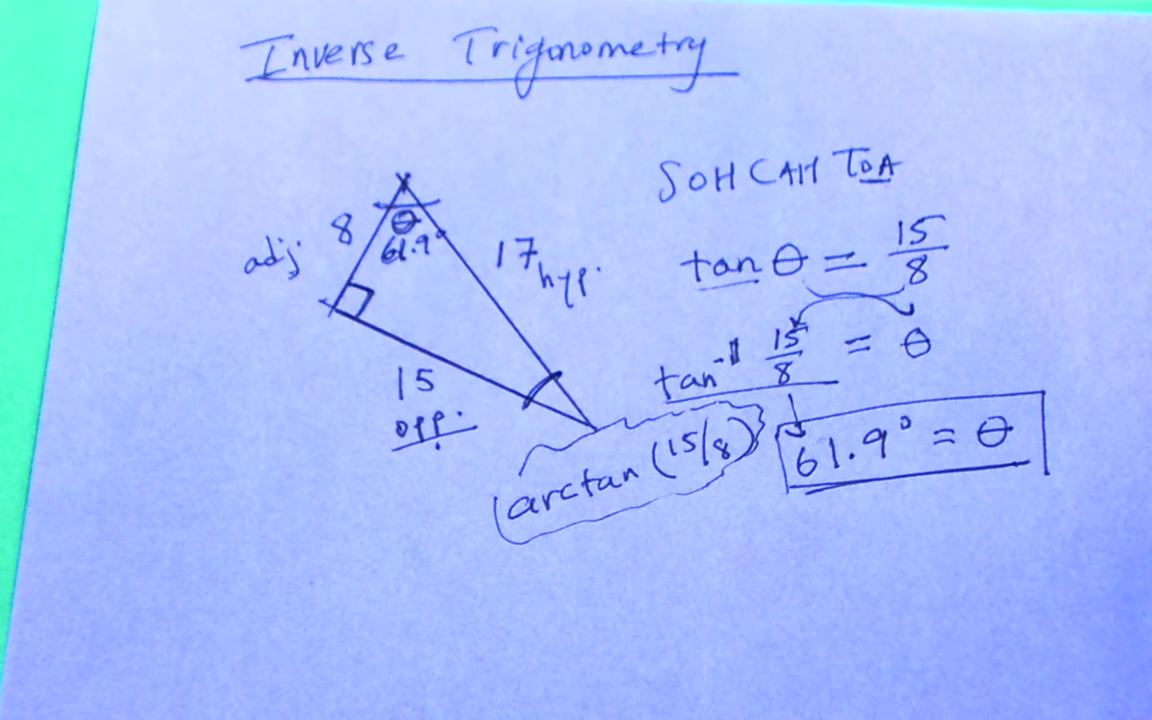 Inverse Trigonometry
SOH CAH TOA
8
θ
61.9°
adj
17
hyp.
15
opp.
tan θ = 15/8
tan⁻¹ 15/8 = θ
arctan (15/8)
61.9° = θ